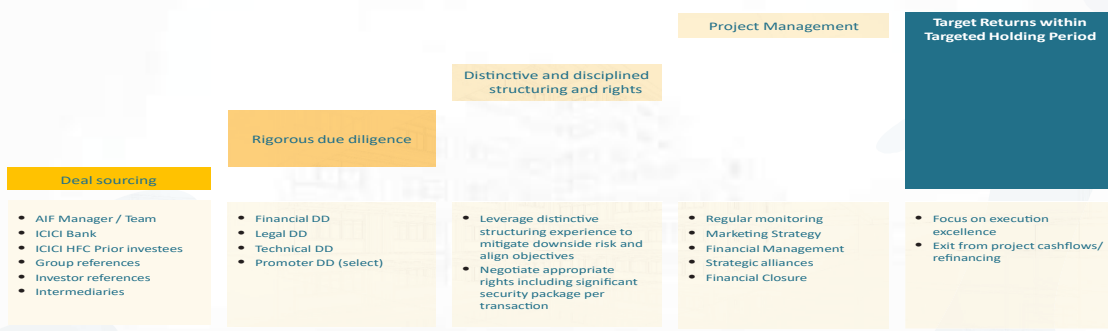 Deal sourcing
• AIF Manager / Team
• ICICI Bank
• ICICI HFC Prior investees
• Group references
• Investor references
• Intermediaries
Rigorous due diligence
• Financial DD
• Legal DD
• Technical DD
• Promoter DD (select)
Distinctive and disciplined
structuring and rights
• Leverage distinctive
structuring experience to
mitigate downside risk and
align objectives
• Negotiate appropriate
rights including significant
security package per
transaction
Project Management
• Regular monitoring
• Marketing Strategy
• Financial Management
• Strategic alliances
• Financial Closure
Target Returns within
Targeted Holding Period
• Focus on execution
excellence
• Exit from project cashflows/
refinancing